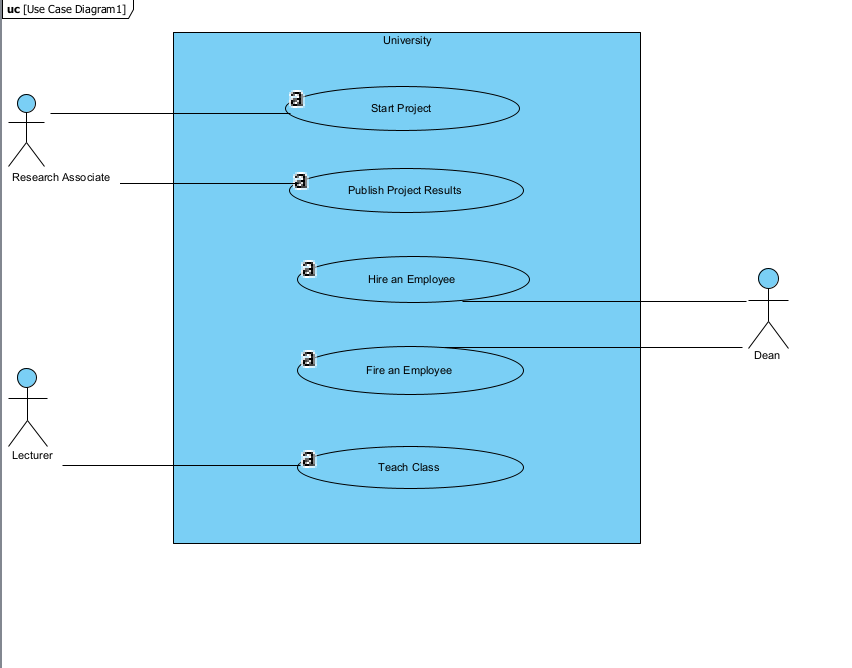 uc [Use Case Diagram1]
University
a
Start Project
Research Associate
a
Publish Project Results
a
Hire an Employee
Dean
a
Fire an Employee
Lecturer
a
Teach Class